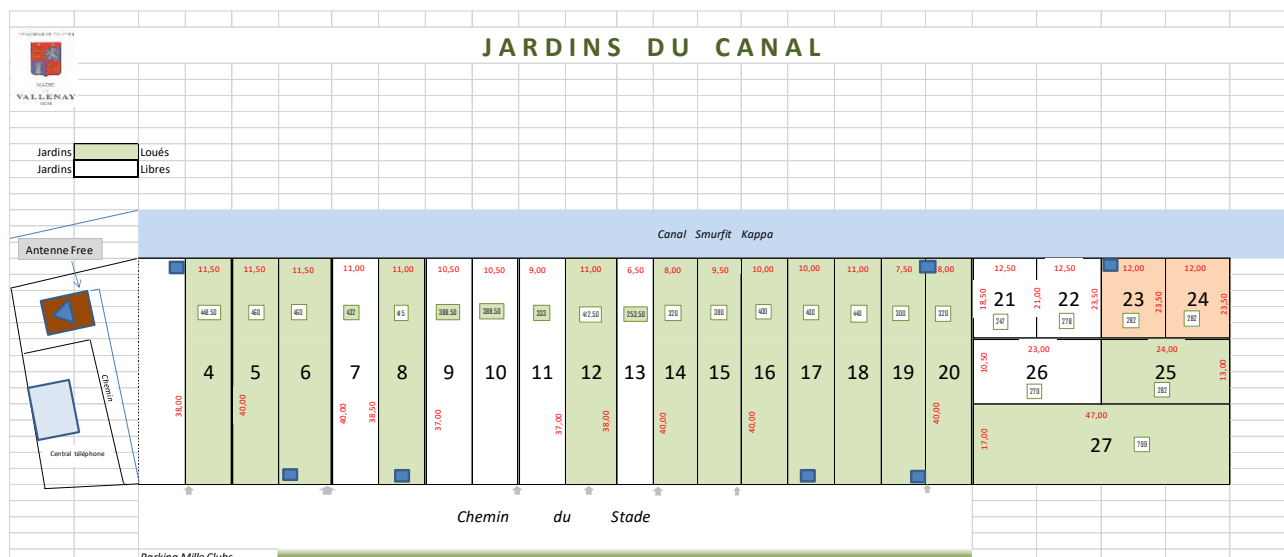 JARDINS DU CANAL
MAIRIE
VALLENAY
Jardins Loués
Jardins Libres
Canal Smurfit Kappa
Antenne Free
11,50 11,50 11,50 11,00 11,00 10,50 10,50 9,00 11,00 6,50 8,00 9,50 10,00 10,00 11,00 7,50 8,00 12,50 12,50 12,00 12,00
18,50 21,00 23,50 23,50 23,50
21 22 23 24
448,50 460 460 432 415 388,50 388,50 333 412,50 253,50 320 380 400 400 440 300 320 247 278 282 282
23,00 24,00
4 5 6 7 8 9 10 11 12 13 14 15 16 17 18 19 20 26 25
10,50 13,00
270 282
Chemin
38,00 40,00 40,00 38,50 37,00 37,00 38,00 40,00 40,00 40,00
47,00
17,00 27 799
Central téléphone
Chemin du Stade
Parking Mille Clubs